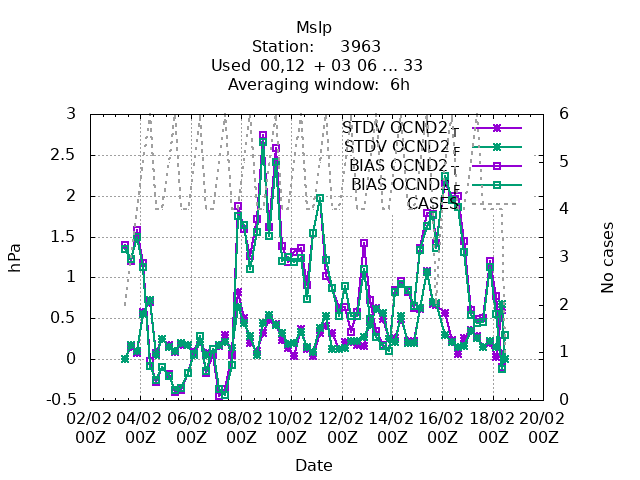 Mslp
Station: 3963
Used 00,12 + 03 06 ... 33
Averaging window: 6h
3
2.5
2
1.5
1
0.5
0
-0.5
hPa
6
5
4
3
2
1
0
No cases
STDV OCND2_T
STDV OCND2_F
BIAS OCND2_T
BIAS OCND2_F
CASES
02/02 04/02 06/02 08/02 10/02 12/02 14/02 16/02 18/02 20/02
00Z 00Z 00Z 00Z 00Z 00Z 00Z 00Z 00Z 00Z
Date